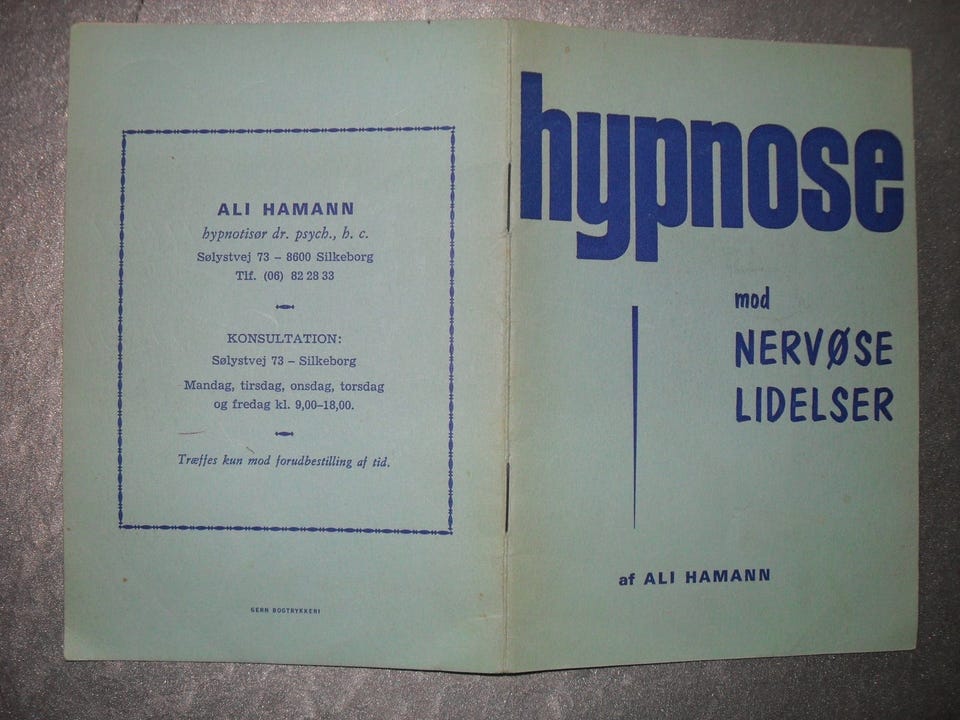 ALI HAMANN
hypnotisør dr. psych., h. c.
Sølystvej 73 – 8600 Silkeborg
Tlf. (06) 82 28 33
KONSULTATION:
Sølystvej 73 – Silkeborg
Mandag, tirsdag, onsdag, torsdag
og fredag kl. 9,00–18,00.
Træffes kun mod forudbestilling af tid.
GERN BOGTRYKKERI
hypnose
mod
NERVØSE
LIDELSER
af ALI HAMANN